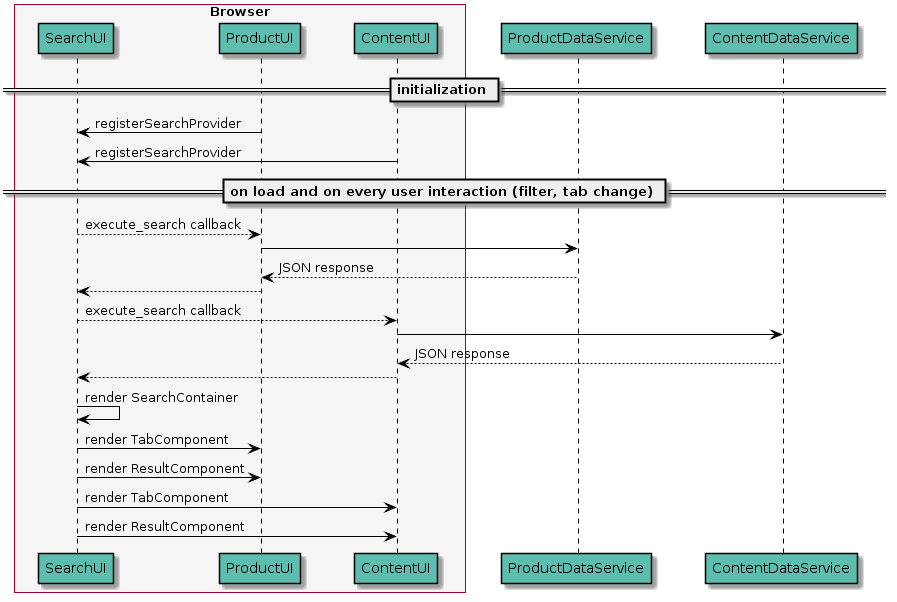 Browser
SearchUI
ProductUI
ContentUI
ProductDataService
ContentDataService
initialization
registerSearchProvider
registerSearchProvider
on load and on every user interaction (filter, tab change)
execute_search callback
JSON response
execute_search callback
JSON response
render SearchContainer
render TabComponent
render ResultComponent
render TabComponent
render ResultComponent
SearchUI
ProductUI
ContentUI
ProductDataService
ContentDataService